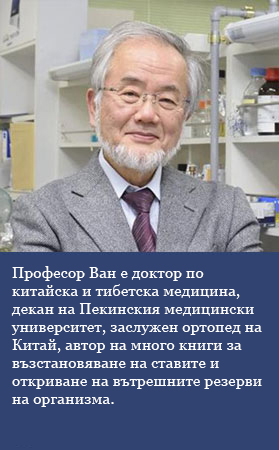 Професор Ван е доктор по
китайска и тибетска медицина,
декан на Пекинския медицински
университет, заслужен ортопед на
Китай, автор на много книги за
възстановяване на ставите и
откриване на вътрешните резерви
на организма.